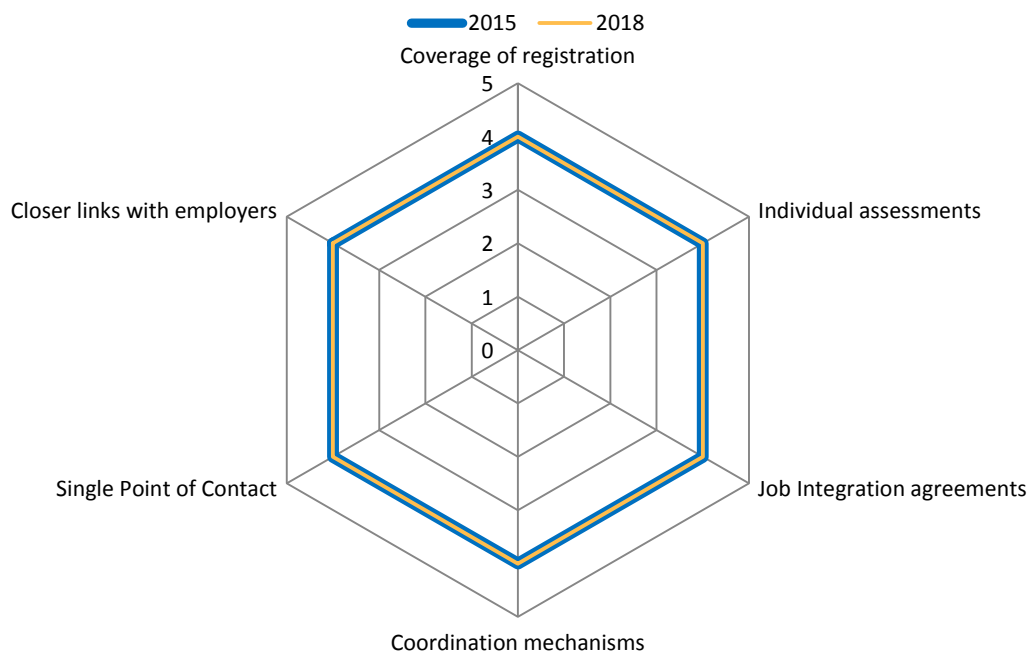 2015 2018
Coverage of registration
5
4
3
2
1
0
Closer links with employers
Individual assessments
Single Point of Contact
Job Integration agreements
Coordination mechanisms